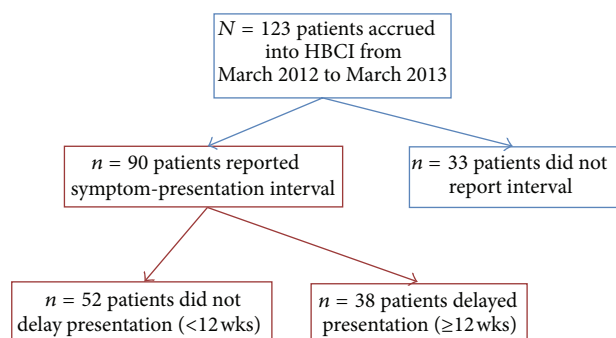 N = 123 patients accrued
into HBCI from
March 2012 to March 2013
n = 90 patients reported
symptom-presentation interval
n = 33 patients did not
report interval
n = 52 patients did not
delay presentation (<12 wks)
n = 38 patients delayed
presentation (≥12 wks)